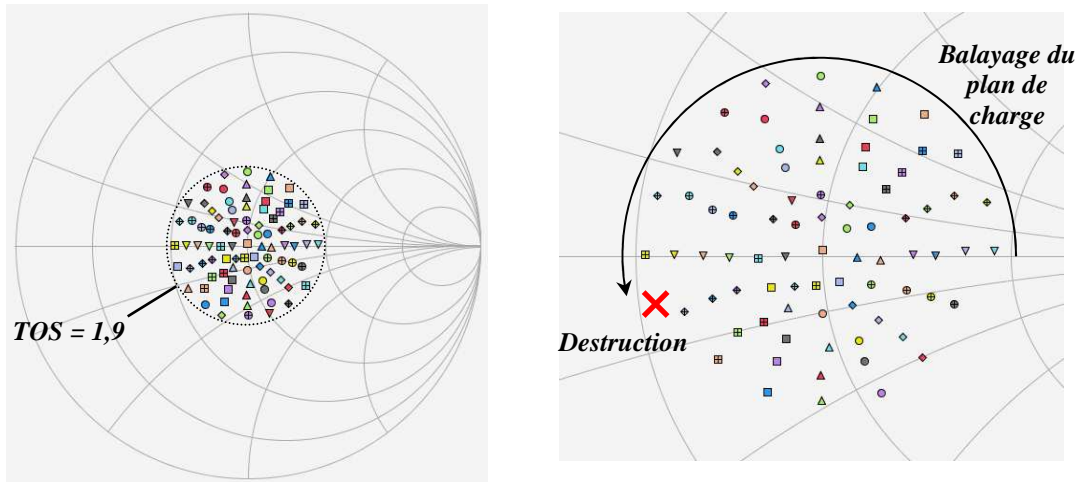 TOS = 1,9
Balayage du
plan de
charge
Destruction